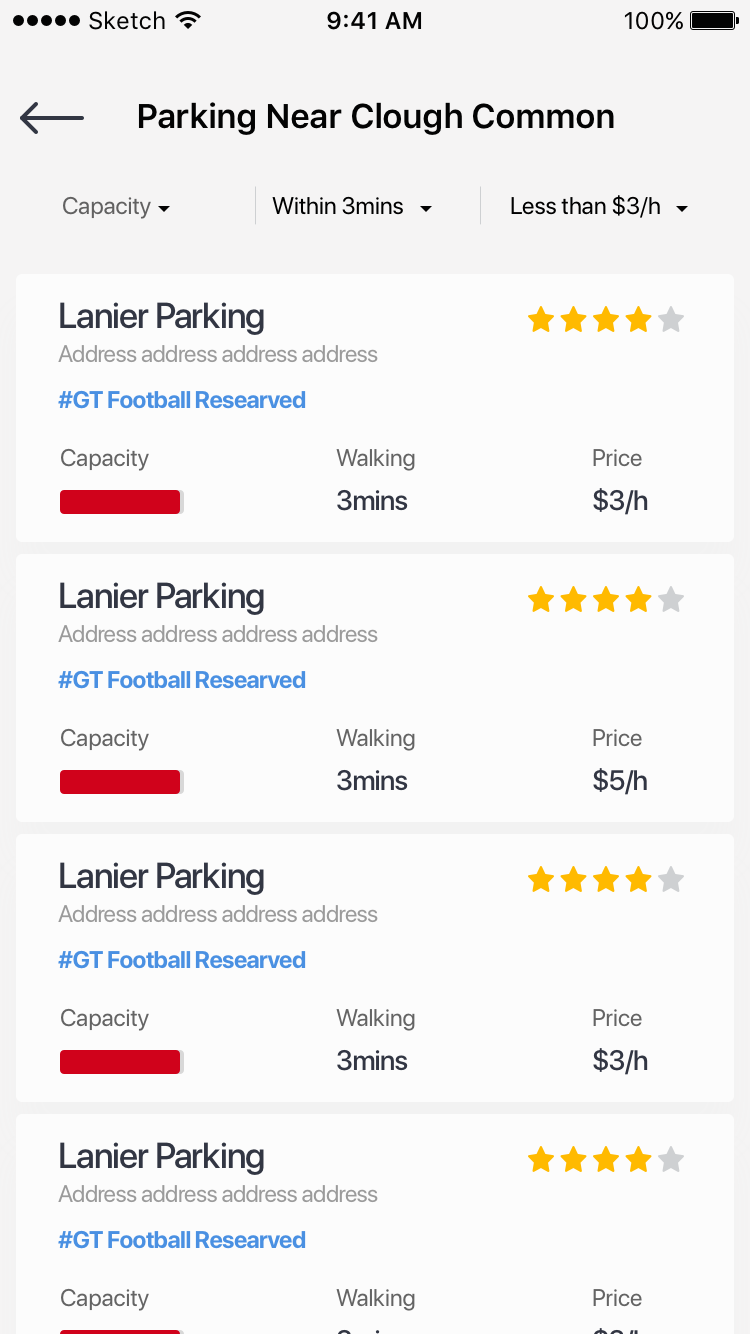 ●●●●● Sketch 9:41 AM 100%
Parking Near Clough Common
Capacity Within 3mins Less than $3/h
Lanier Parking
Address address address address
#GT Football Researved
Capacity Walking Price
3mins $3/h
Lanier Parking
Address address address address
#GT Football Researved
Capacity Walking Price
3mins $5/h
Lanier Parking
Address address address address
#GT Football Researved
Capacity Walking Price
3mins $3/h
Lanier Parking
Address address address address
#GT Football Researved
Capacity Walking Price